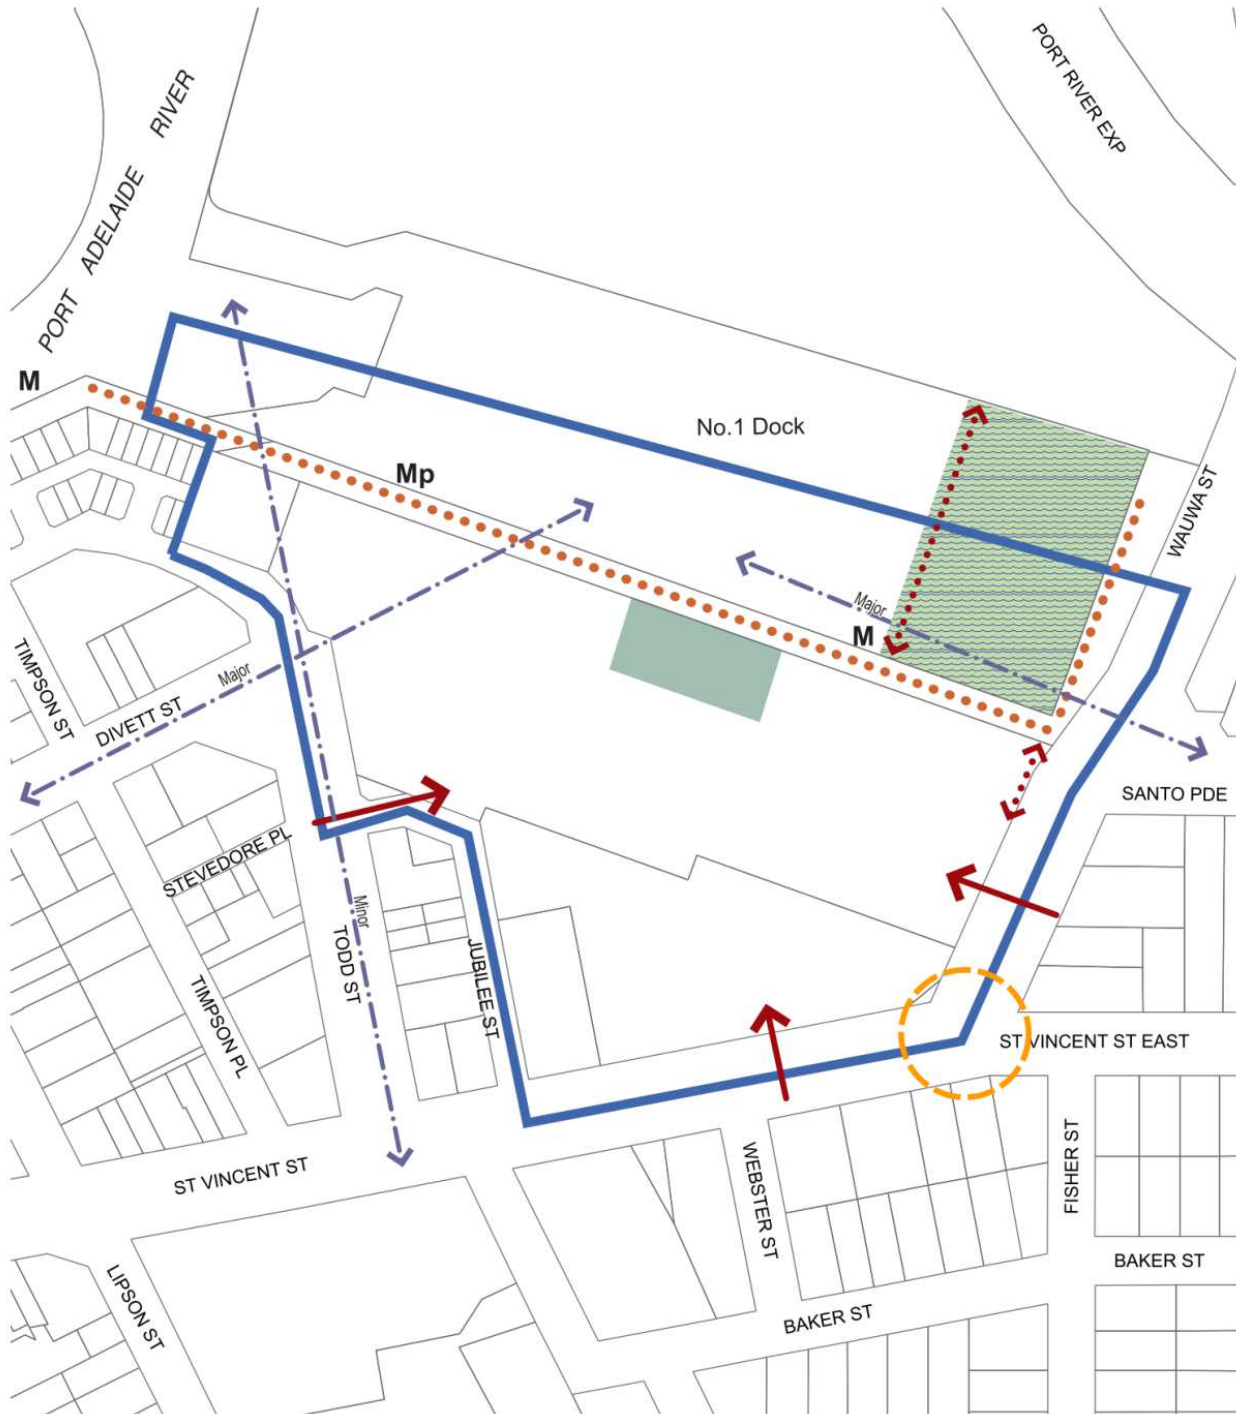 PORT RIVER EXP
PORT ADELAIDE RIVER
M
No.1 Dock
Mp
WAUWA ST
Major
M
TIMPSON ST
Major
DIVETT ST
SANTO PDE
STEVEDORE PL
Minor
TODD ST
JUBILEE ST
TIMPSON PL
ST VINCENT ST EAST
ST VINCENT ST
WEBSTER ST
FISHER ST
BAKER ST
LIPSON ST
BAKER ST